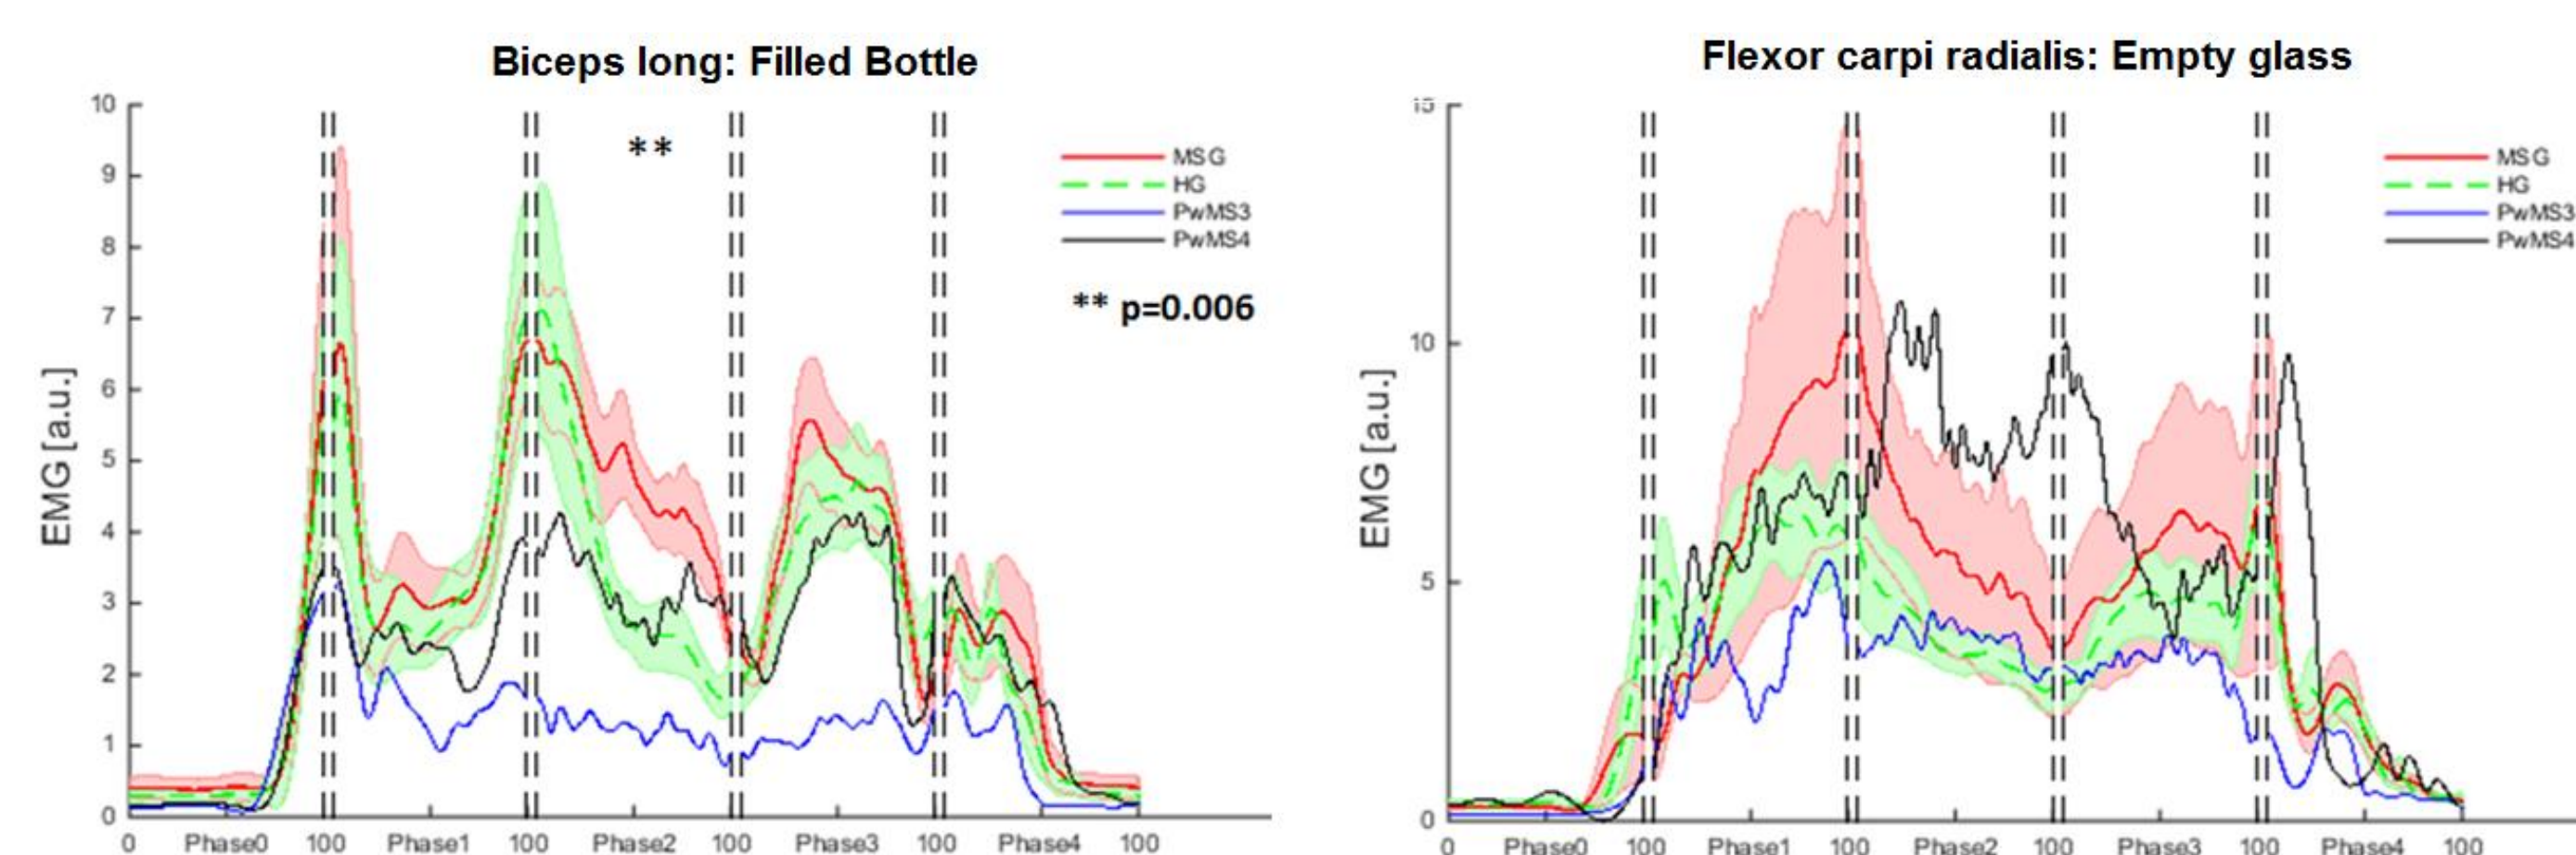 Biceps long: Filled Bottle
10
9
8
7
6
5
4
3
2
1
0
EMG [a.u.]
**
MSG
HG
PwMS3
PwMS4
** p=0.006
0 Phase0 100 Phase1 100 Phase2 100 Phase3 100 Phase4 100
Flexor carpi radialis: Empty glass
15
10
5
0
EMG [a.u.]
MSG
HG
PwMS3
PwMS4
0 Phase0 100 Phase1 100 Phase2 100 Phase3 100 Phase4 100